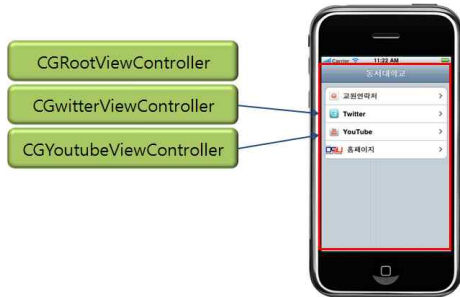 CGRootViewController
CGwitterViewController
CGYoutubeViewController
Carrier 11:22 AM
동서대학교
교원연락처
Twitter
YouTube
DSU 홈페이지